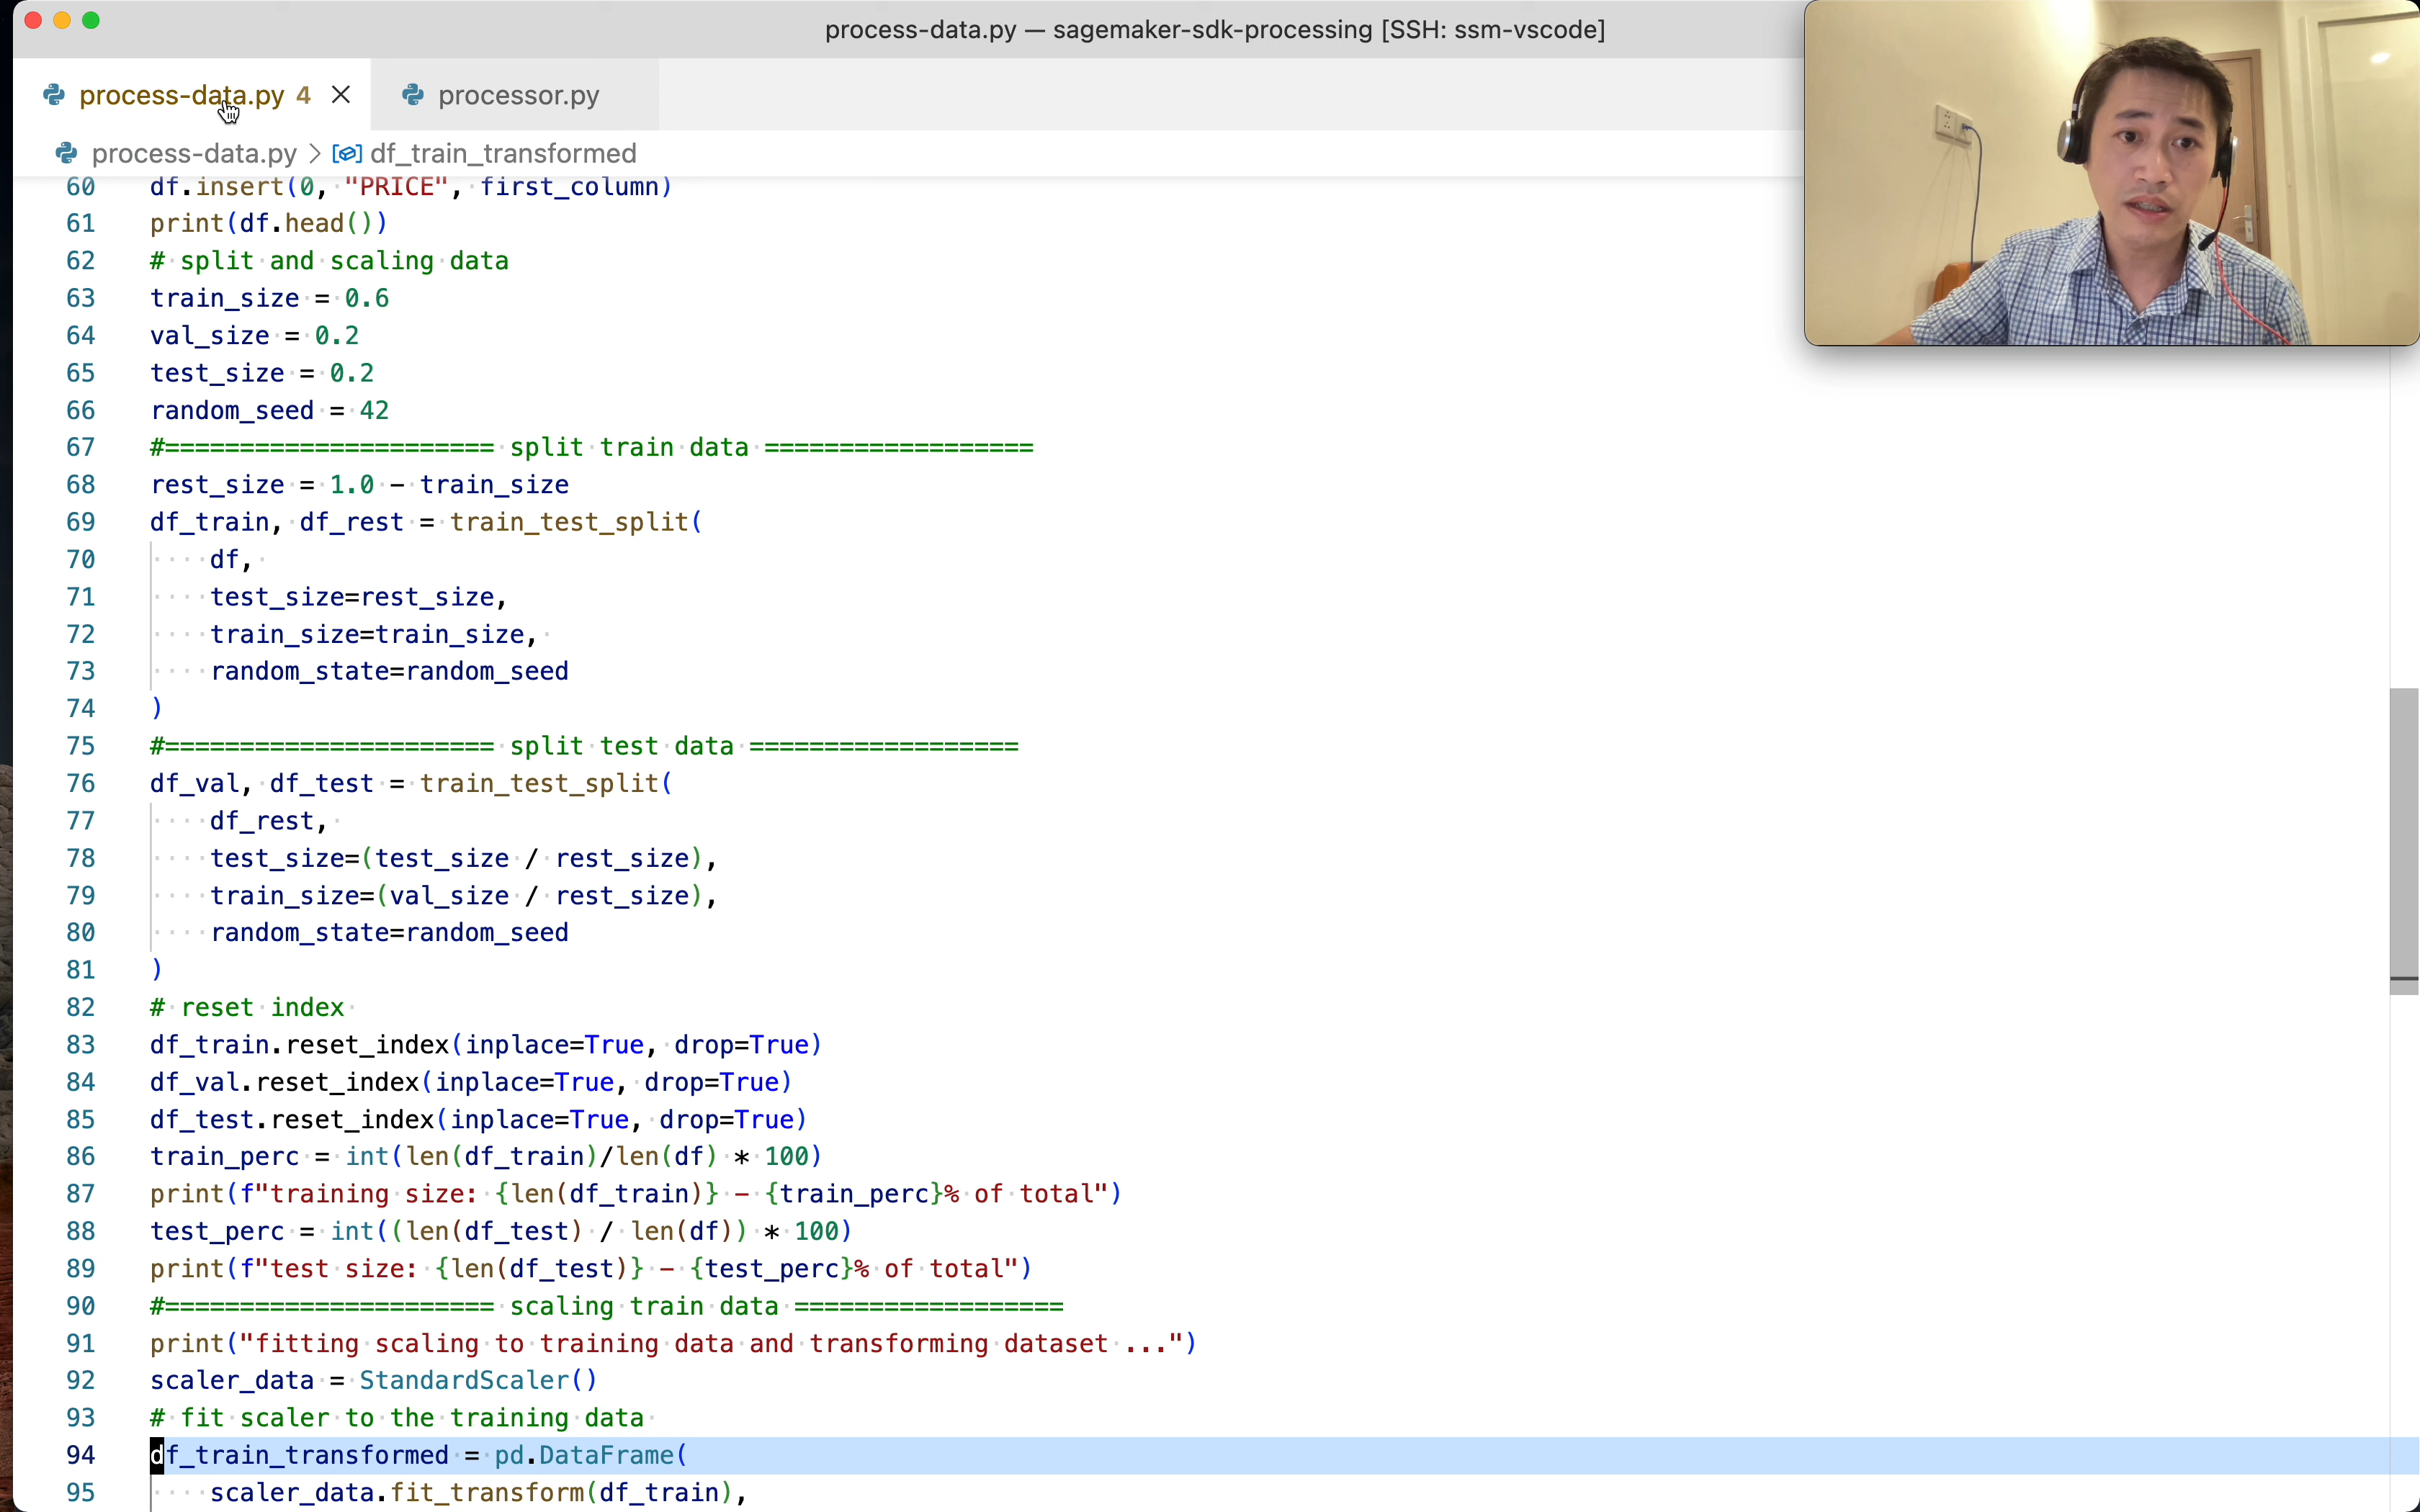 process-data.py — sagemaker-sdk-processing [SSH: ssm-vscode]
process-data.py 4
processor.py
process-data.py > df_train_transformed
60 df.insert(0, "PRICE", first_column)
61 print(df.head())
62 # split and scaling data
63 train_size = 0.6
64 val_size = 0.2
65 test_size = 0.2
66 random_seed = 42
67 #====================== split train data ==================
68 rest_size = 1.0 - train_size
69 df_train, df_rest = train_test_split(
70 df,
71 test_size=rest_size,
72 train_size=train_size,
73 random_state=random_seed
74 )
75 #====================== split test data ==================
76 df_val, df_test = train_test_split(
77 df_rest,
78 test_size=(test_size / rest_size),
79 train_size=(val_size / rest_size),
80 random_state=random_seed
81 )
82 # reset index
83 df_train.reset_index(inplace=True, drop=True)
84 df_val.reset_index(inplace=True, drop=True)
85 df_test.reset_index(inplace=True, drop=True)
86 train_perc = int(len(df_train)/len(df) * 100)
87 print(f"training size: {len(df_train)} - {train_perc}% of total")
88 test_perc = int((len(df_test) / len(df)) * 100)
89 print(f"test size: {len(df_test)} - {test_perc}% of total")
90 #====================== scaling train data ==================
91 print("fitting scaling to training data and transforming dataset ...")
92 scaler_data = StandardScaler()
93 # fit scaler to the training data
94 df_train_transformed = pd.DataFrame(
95 scaler_data.fit_transform(df_train),